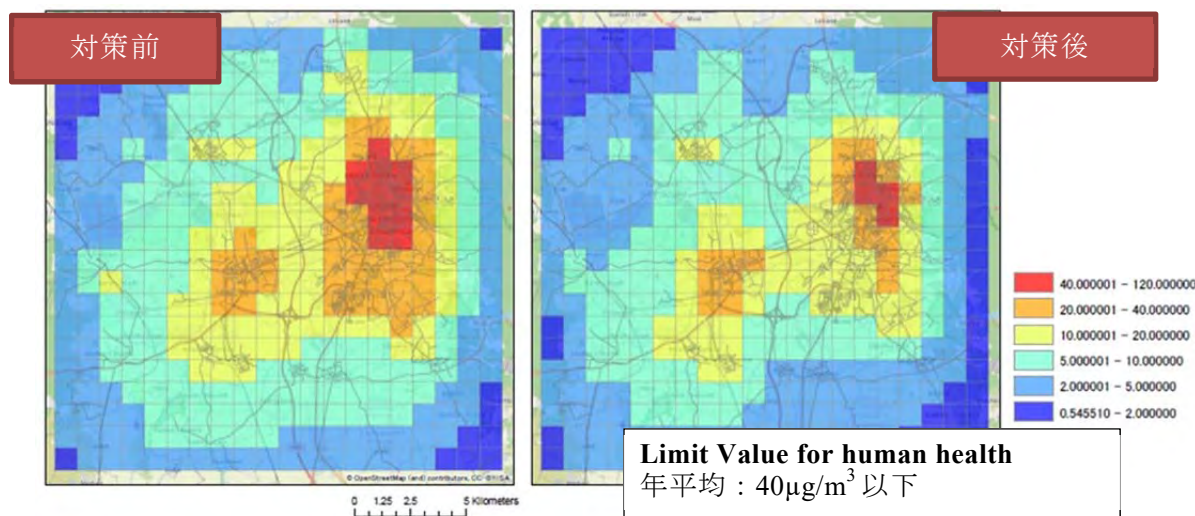 対策前
対策後
40.000001 - 120.000000
20.000001 - 40.000000
10.000001 - 20.000000
5.000001 - 10.000000
2.000001 - 5.000000
0.545510 - 2.000000
Limit Value for human health
年平均：40μg/m³ 以下
© OpenStreetMap (and) contributors, CC-BY-SA
0 1.25 2.5 5 Kilometers